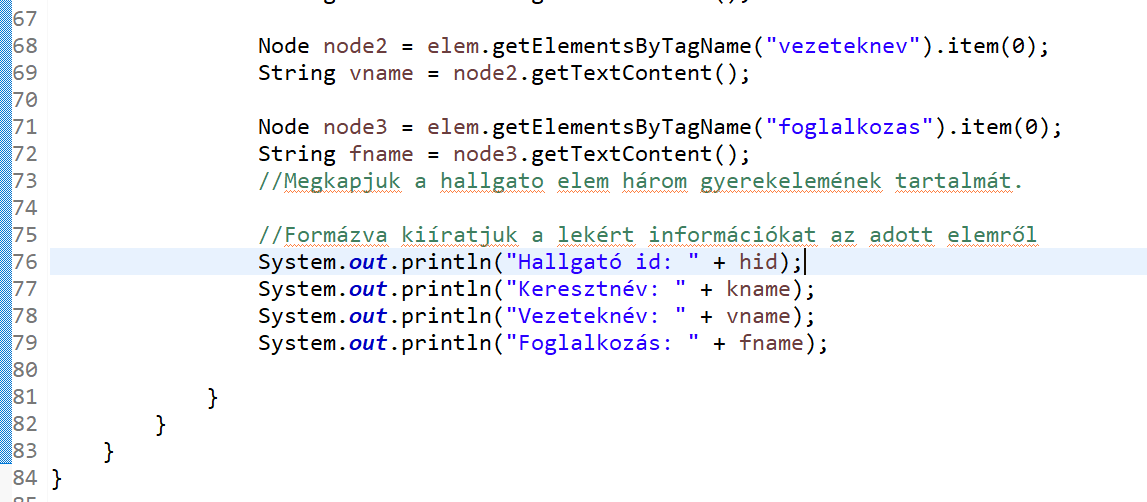 67
68 Node node2 = elem.getElementsByTagName("vezeteknev").item(0);
69 String vname = node2.getTextContent();
70
71 Node node3 = elem.getElementsByTagName("foglalkozas").item(0);
72 String fname = node3.getTextContent();
73 //Megkapjuk a hallgato elem három gyerekelemének tartalmát.
74
75 //Formázva kiíratjuk a lekért információkat az adott elemről
76 System.out.println("Hallgató id: " + hid);
77 System.out.println("Keresztnév: " + kname);
78 System.out.println("Vezeteknév: " + vname);
79 System.out.println("Foglalkozás: " + fname);
80
81 }
82 }
83 }
84 }